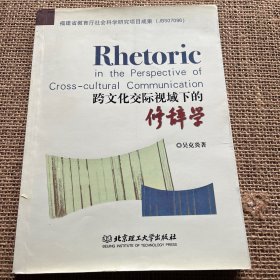 福建省教育厅社会科学研究项目成果（JBS07096）
Rhetoric
in the Perspective of
Cross-cultural Communication
跨文化交际视域下的
修辞学
吴克炎著
北京理工大学出版社
BEIJING INSTITUTE OF TECHNOLOGY PRESS